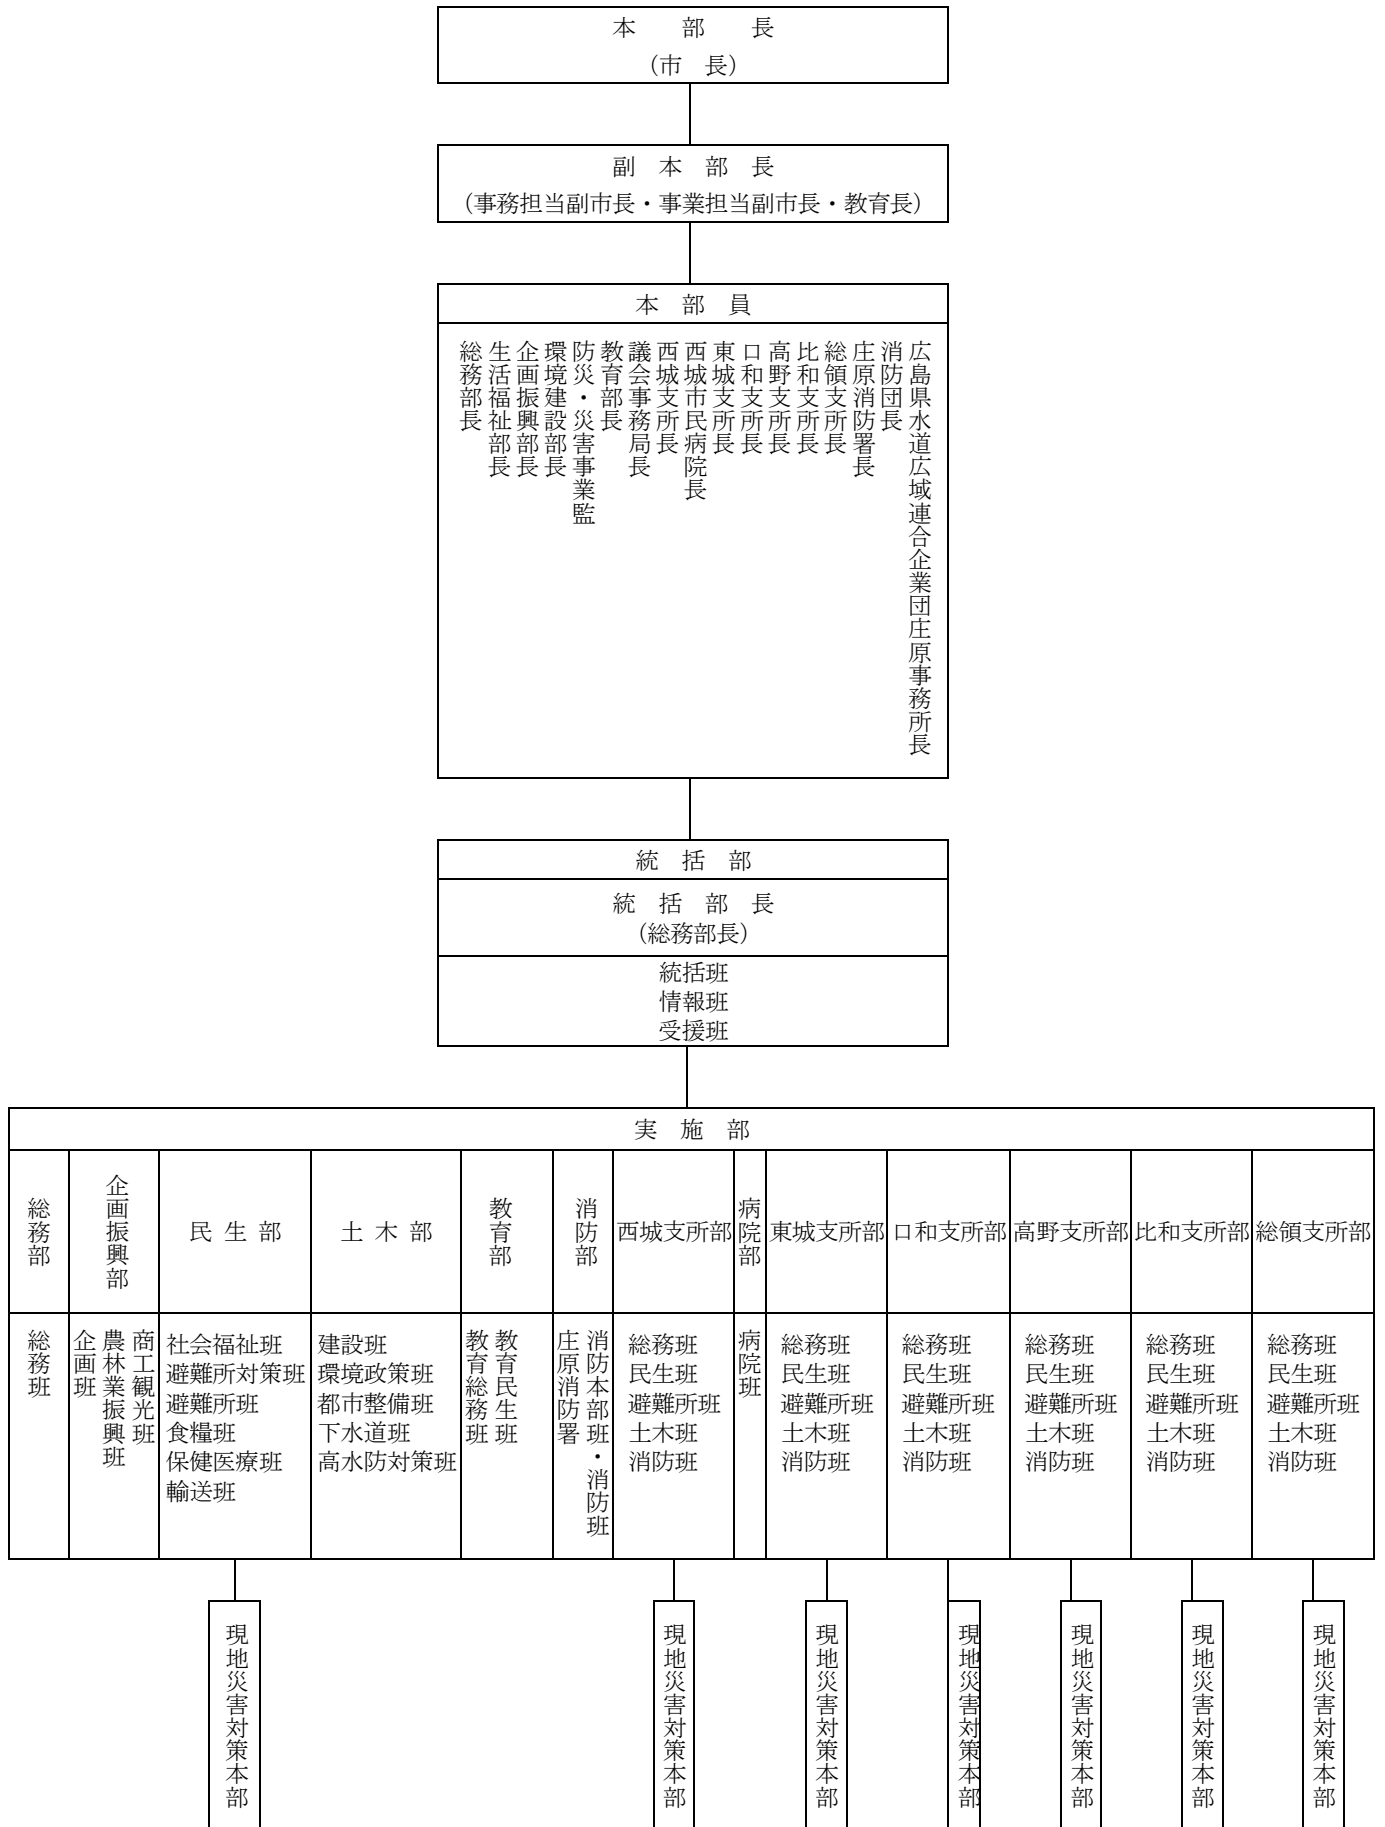 本　部　長
（市　長）
副　本　部　長
（事務担当副市長・事業担当副市長・教育長）
本　部　員
総務部長
生活福祉部長
企画振興部長
環境建設部長
防災・災害事業監
教育部長
議会事務局長
西城支所長
西城市民病院長
東城支所長
口和支所長
高野支所長
比和支所長
総領支所長
庄原消防署長
消防団長
広島県水道広域連合企業団庄原事務所長
統　括　部
統　括　部　長
（総務部長）
統括班
情報班
受援班
実　施　部
総務部
企画振興部
民 生 部
土 木 部
教育部
消防部
西城支所部
病院部
東城支所部
口和支所部
高野支所部
比和支所部
総領支所部
総務班
企画班
農林業振興班
商工観光班
社会福祉班
避難所対策班
避難所班
食糧班
保健医療班
輸送班
建設班
環境政策班
都市整備班
下水道班
高水防対策班
教育総務班
教育民生班
庄原消防署
消防本部班・消防班
総務班
民生班
避難所班
土木班
消防班
病院班
総務班
民生班
避難所班
土木班
消防班
総務班
民生班
避難所班
土木班
消防班
総務班
民生班
避難所班
土木班
消防班
総務班
民生班
避難所班
土木班
消防班
総務班
民生班
避難所班
土木班
消防班
現地災害対策本部
現地災害対策本部
現地災害対策本部
現地災害対策本部
現地災害対策本部
現地災害対策本部
現地災害対策本部